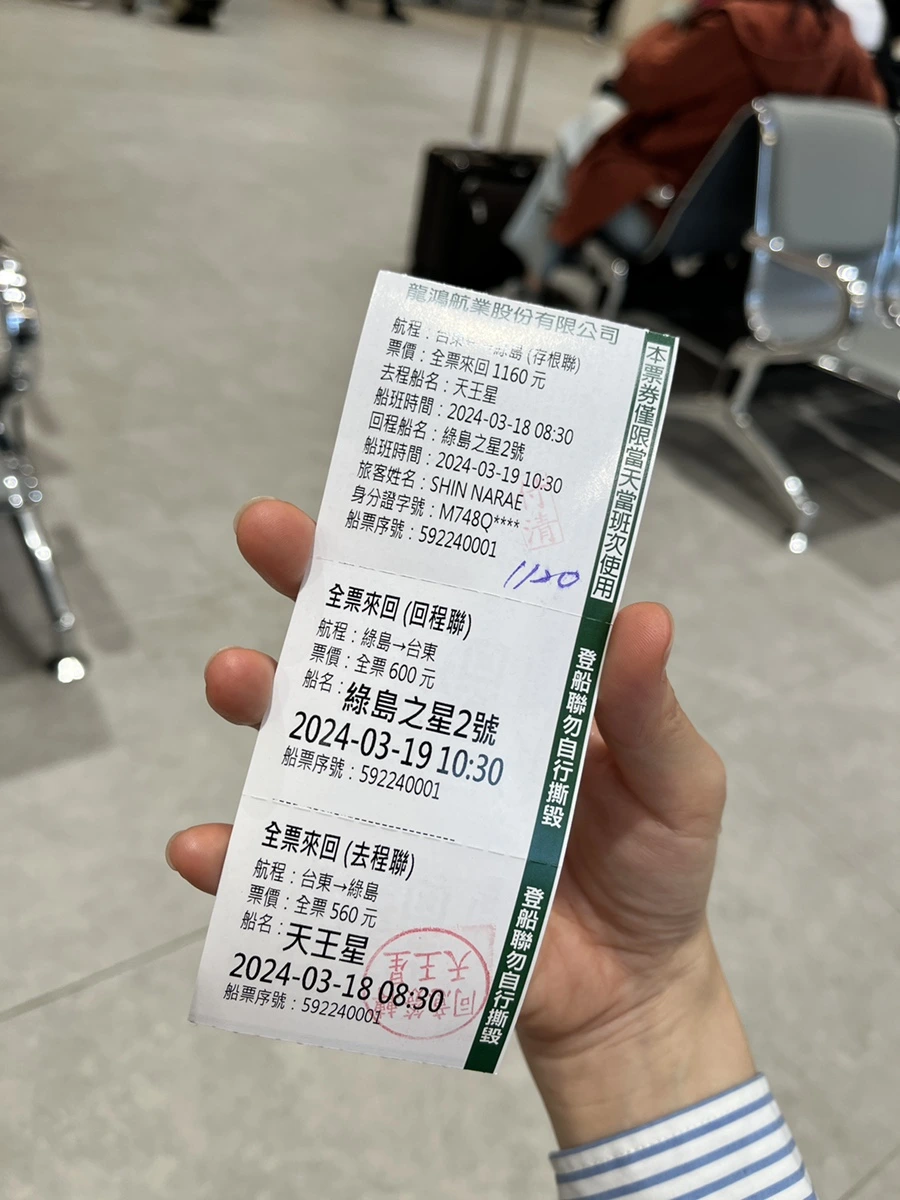 龍鴻航業股份有限公司
航程：台東 綠島 (存根聯)
票價：全票來回 1160 元
去程船名：天王星
船班時間：2024-03-18 08:30
回程船名：綠島之星2號
船班時間：2024-03-19 10:30
旅客姓名：SHIN NARAE
身分證字號：M748Q****
船票序號：592240001
清
1120
本票券僅限當天當班次使用
全票來回 (回程聯)
航程：綠島→台東
票價：全票 600 元
船名：綠島之星2號
2024-03-19 10:30
船票序號：592240001
登船聯勿自行撕毀
全票來回 (去程聯)
航程：台東→綠島
票價：全票 560 元
船名：天王星
2024-03-18 08:30
船票序號：592240001
天王星
登船聯勿自行撕毀